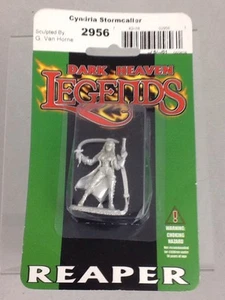 Cyndria Stormcaller
Sculpted By
G. Van Horne
2956
DARK HEAVEN
LEGENDS
WARNING:
CHOKING
HAZARD
REAPER